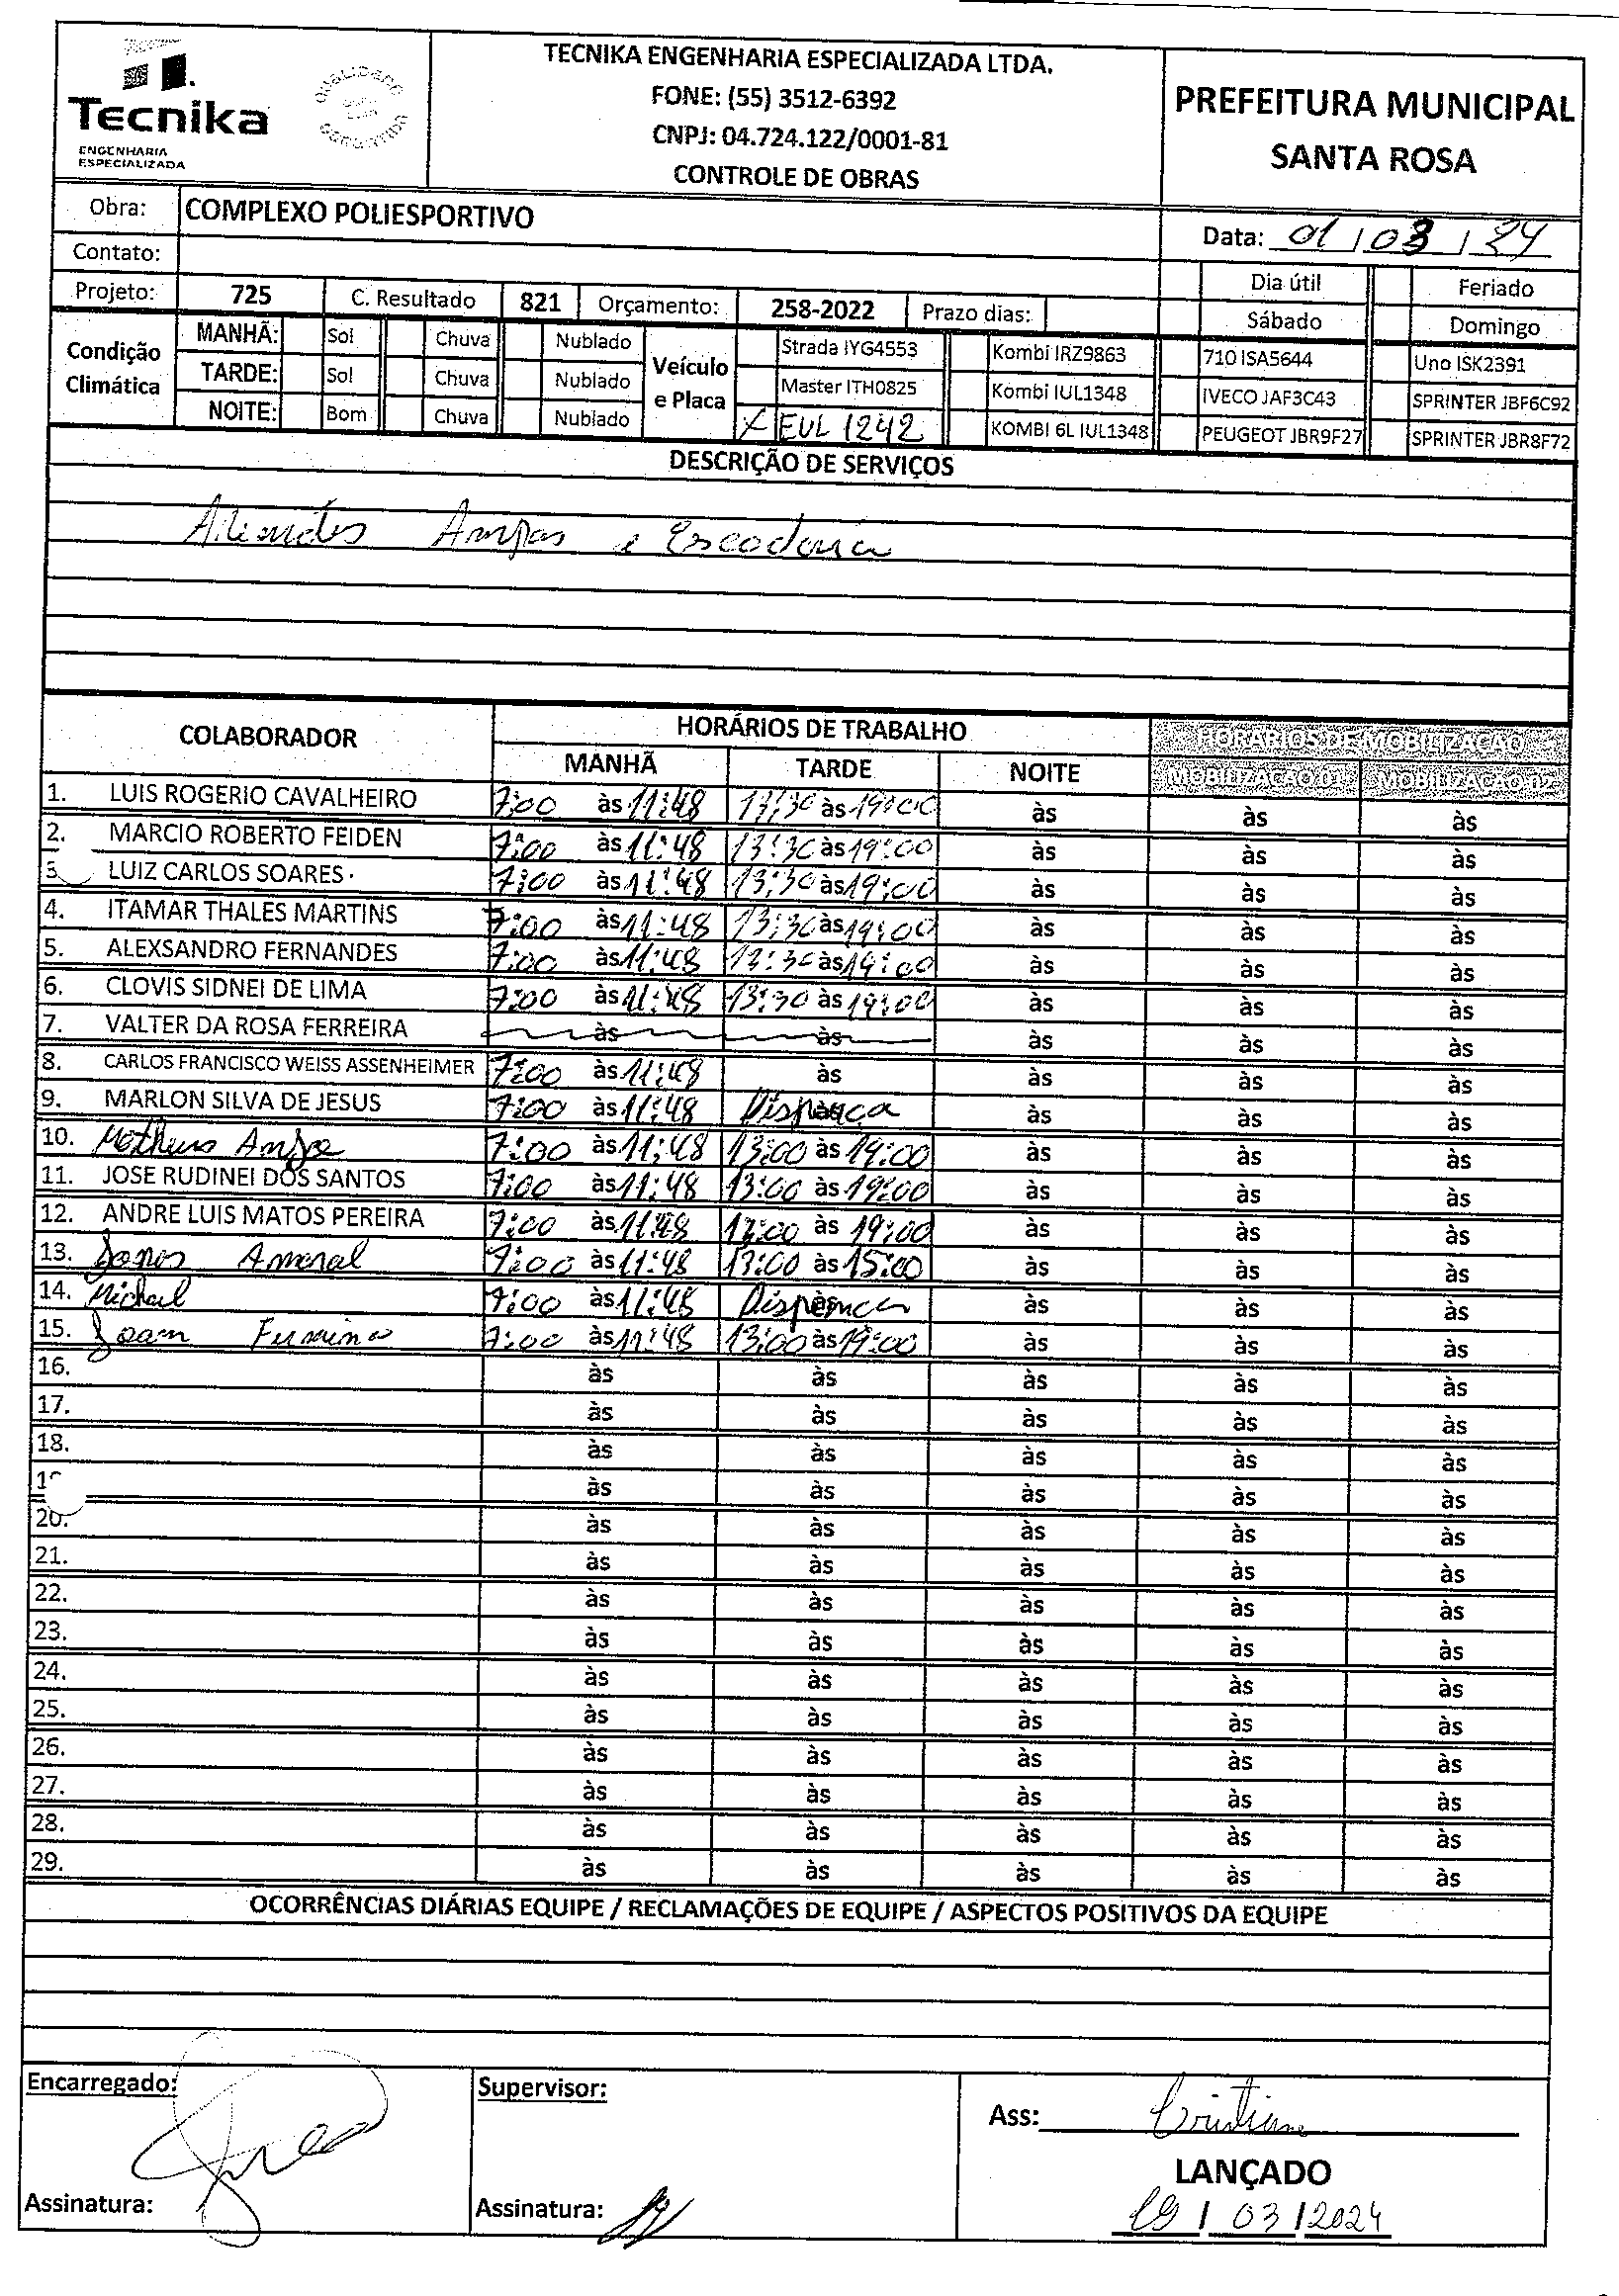 Tecnika
ENGENHARIA
ESPECIALIZADA
QUALIDADE
GARANTIDA
TECNIKA ENGENHARIA ESPECIALIZADA LTDA.
FONE: (55) 3512-6392
CNPJ: 04.724.122/0001-81
CONTROLE DE OBRAS
PREFEITURA MUNICIPAL
SANTA ROSA
Obra: COMPLEXO POLIESPORTIVO
Data: 01 / 03 / 24
Contato:
Dia útil Feriado
Projeto: 725 C. Resultado 821 Orçamento: 258-2022 Prazo dias:
Sábado Domingo
Condição Climática
MANHÃ: Sol Chuva Nublado
TARDE: Sol Chuva Nublado
NOITE: Bom Chuva Nublado
Veículo e Placa
Strada IYG4553 Kombi IRZ9863 710 ISA5644 Uno ISK2391
Master ITH0825 Kombi IUL1348 IVECO JAF3C43 SPRINTER JBF6C92
X EUL 1242 KOMBI 6L IUL1348 PEUGEOT JBR9F27 SPRINTER JBR8F72
DESCRIÇÃO DE SERVIÇOS
e
COLABORADOR HORÁRIOS DE TRABALHO HORÁRIOS DE MOBILIZAÇÃO
MANHÃ TARDE NOITE MOBILIZAÇÃO 01 MOBILIZAÇÃO 02
1. LUIS ROGERIO CAVALHEIRO 7:00 às 11:48 13:30 às 19:00 às às às
2. MARCIO ROBERTO FEIDEN 7:00 às 11:48 13:30 às 19:00 às às às
3 LUIZ CARLOS SOARES 7:00 às 11:48 13:30 às 19:00 às às às
4. ITAMAR THALES MARTINS 7:00 às 11:48 13:30 às 19:00 às às às
5. ALEXSANDRO FERNANDES 7:00 às 11:48 13:30 às 19:00 às às às
6. CLOVIS SIDNEI DE LIMA 7:00 às 11:48 13:30 às 19:00 às às às
7. VALTER DA ROSA FERREIRA às às às às às
8. CARLOS FRANCISCO WEISS ASSENHEIMER 7:00 às 11:48 às às às às
9. MARLON SILVA DE JESUS 7:00 às 11:48 Dispença às às às às
10. Matheus 7:00 às 11:48 13:00 às 19:00 às às às
11. JOSE RUDINEI DOS SANTOS 7:00 às 11:48 13:00 às 19:00 às às às
12. ANDRE LUIS MATOS PEREIRA 7:00 às 11:48 13:00 às 19:00 às às às
13. Amaral 7:00 às 11:48 13:00 às 15:00 às às às
14. Michael 7:00 às 11:48 às às às às
15. 7:00 às 11:48 13:00 às 19:00 às às às
16. às às às às às
17. às às às às às
18. às às às às às
19 às às às às às
20. às às às às às
21. às às às às às
22. às às às às às
23. às às às às às
24. às às às às às
25. às às às às às
26. às às às às às
27. às às às às às
28. às às às às às
29. às às às às às
OCORRÊNCIAS DIÁRIAS EQUIPE / RECLAMAÇÕES DE EQUIPE / ASPECTOS POSITIVOS DA EQUIPE
Encarregado: Supervisor:
Ass: Cristian
LANÇADO
Assinatura: Assinatura:
19 / 03 / 2024